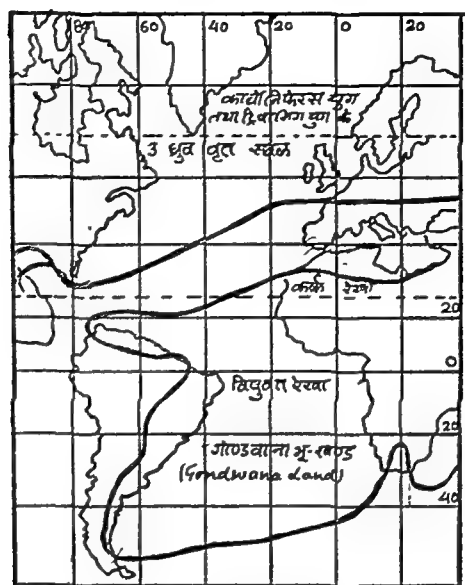 80 60 40 20 0 20
कार्बोनिफेरस युग
तथा हिमानिग युग के
उ ध्रुव वृत स्थल
कर्क रेखा
20
0
विषुवत रेखा
20
गोण्डवाना भू-खण्ड
(Gondwana Land)
40